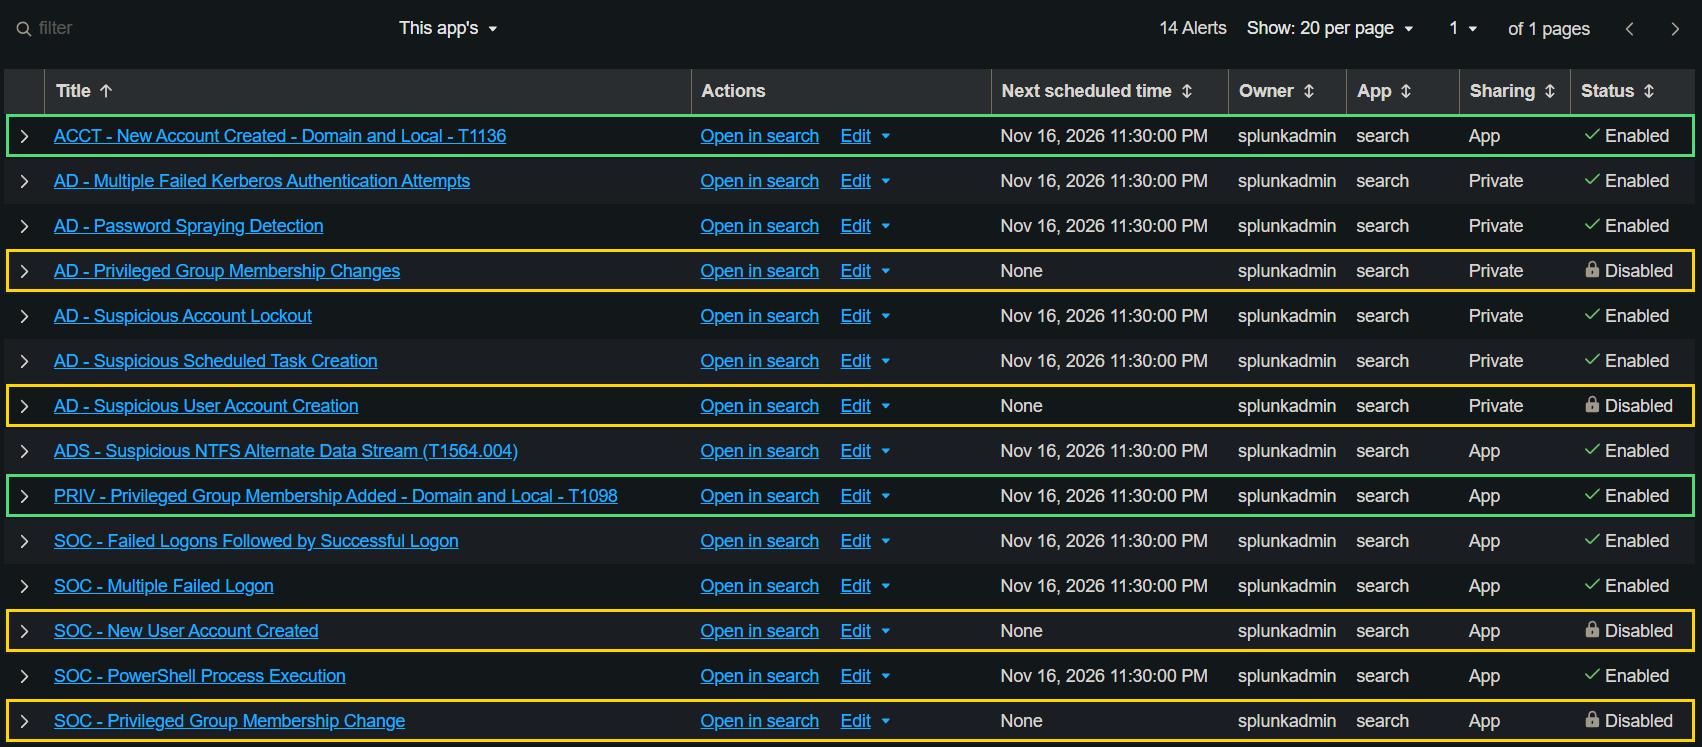 filter This app's 14 Alerts Show: 20 per page 1 of 1 pages
Title Actions Next scheduled time Owner App Sharing Status
ACCT - New Account Created - Domain and Local - T1136 Open in search Edit Nov 16, 2026 11:30:00 PM splunkadmin search App Enabled
AD - Multiple Failed Kerberos Authentication Attempts Open in search Edit Nov 16, 2026 11:30:00 PM splunkadmin search Private Enabled
AD - Password Spraying Detection Open in search Edit Nov 16, 2026 11:30:00 PM splunkadmin search Private Enabled
AD - Privileged Group Membership Changes Open in search Edit None splunkadmin search Private Disabled
AD - Suspicious Account Lockout Open in search Edit Nov 16, 2026 11:30:00 PM splunkadmin search Private Enabled
AD - Suspicious Scheduled Task Creation Open in search Edit Nov 16, 2026 11:30:00 PM splunkadmin search Private Enabled
AD - Suspicious User Account Creation Open in search Edit None splunkadmin search Private Disabled
ADS - Suspicious NTFS Alternate Data Stream (T1564.004) Open in search Edit Nov 16, 2026 11:30:00 PM splunkadmin search App Enabled
PRIV - Privileged Group Membership Added - Domain and Local - T1098 Open in search Edit Nov 16, 2026 11:30:00 PM splunkadmin search App Enabled
SOC - Failed Logons Followed by Successful Logon Open in search Edit Nov 16, 2026 11:30:00 PM splunkadmin search App Enabled
SOC - Multiple Failed Logon Open in search Edit Nov 16, 2026 11:30:00 PM splunkadmin search App Enabled
SOC - New User Account Created Open in search Edit None splunkadmin search App Disabled
SOC - PowerShell Process Execution Open in search Edit Nov 16, 2026 11:30:00 PM splunkadmin search App Enabled
SOC - Privileged Group Membership Change Open in search Edit None splunkadmin search App Disabled